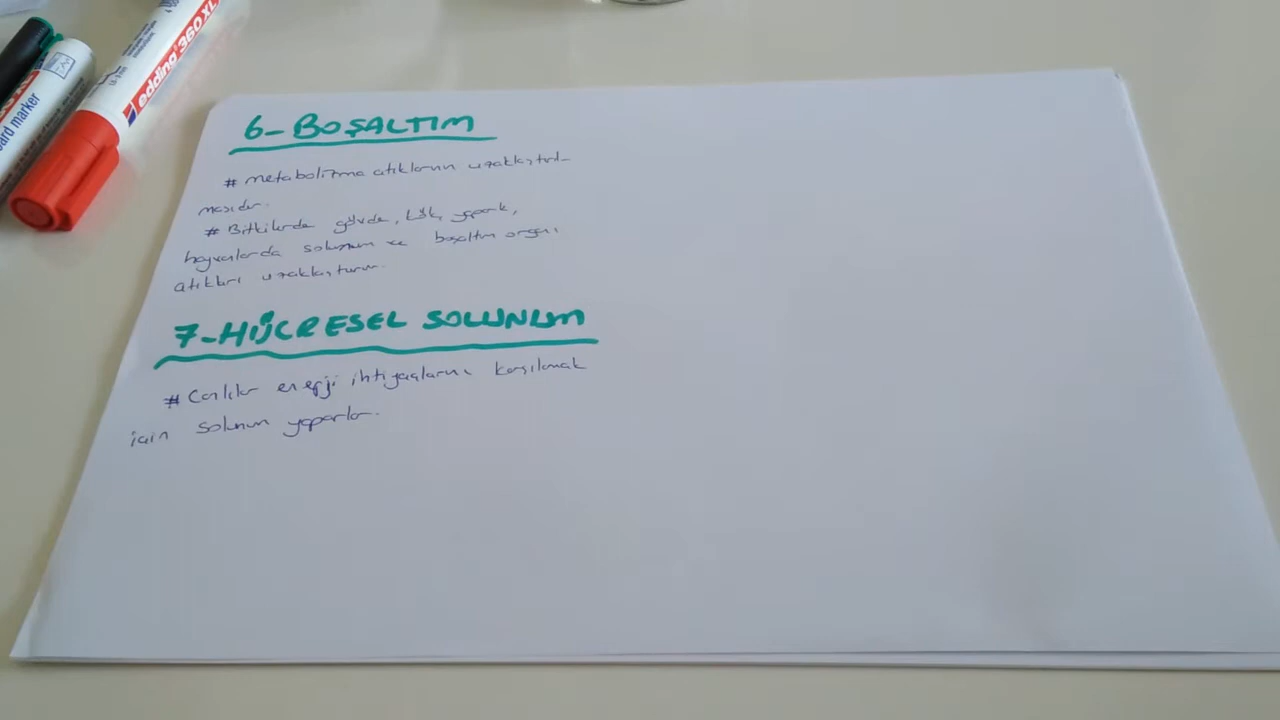 edding 360 XL
board marker
6-BOŞALTIM
# metabolizma atıklarının uzaklaştırıl-
masıdır.
# Bitkilerde gövde, kök, yaprak,
hayvanlarda solunum ve boşaltım organı
atıkları uzaklaştırır.
7-HÜCRESEL SOLUNUM
# Canlılar enerji ihtiyaçlarını karşılamak
için solunum yaparlar.